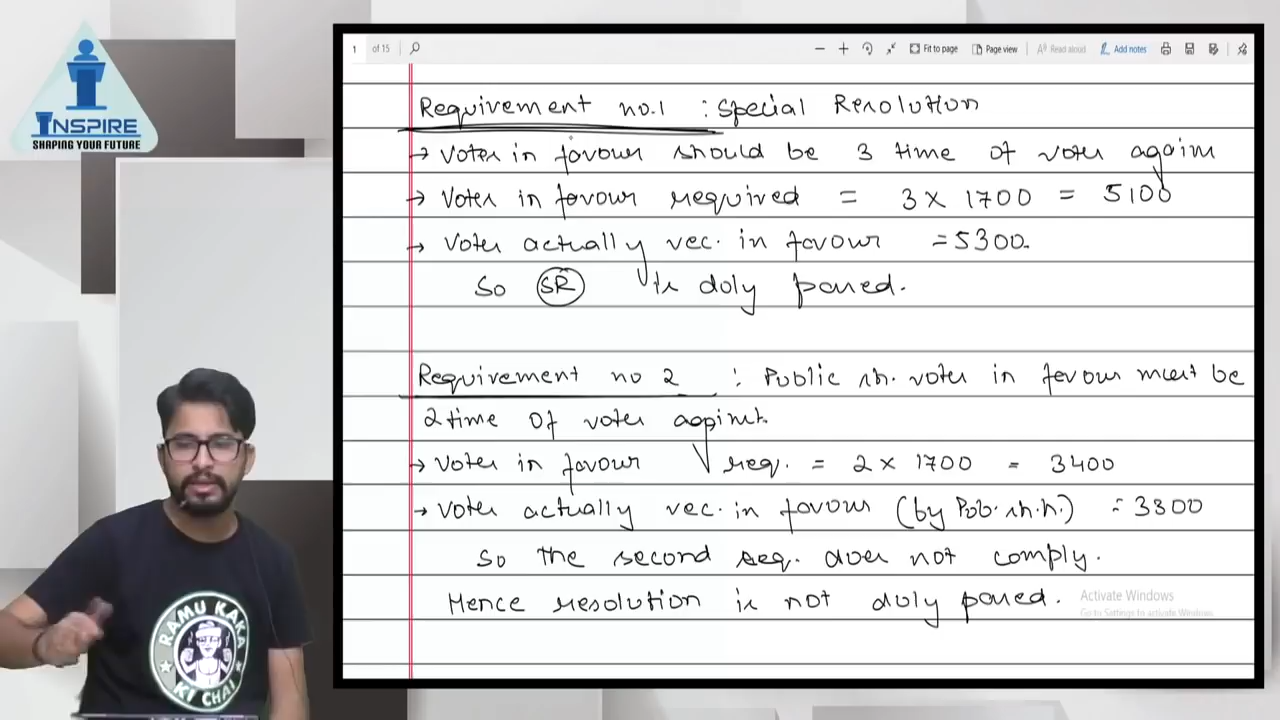 INSPIRE
SHAPING YOUR FUTURE
1 of 15
Fit to page
Page view
Read aloud
Add notes
Requirement no.1 : Special Resolution
→ Votes in favour should be 3 time of votes against
→ Votes in favour required = 3 x 1700 = 5100
→ Votes actually rec. in favour = 5300.
So SR is duly passed.
Requirement no 2 : Public sh. votes in favour must be
2 time of votes against.
→ Votes in favour req. = 2 x 1700 = 3400
→ Votes actually rec. in favour (by Pub. sh. h.) = 3300
So the second req. does not comply.
Hence resolution is not duly passed.
Activate Windows
Go to Settings to activate Windows.
RAMU KAKA
KI CHAI